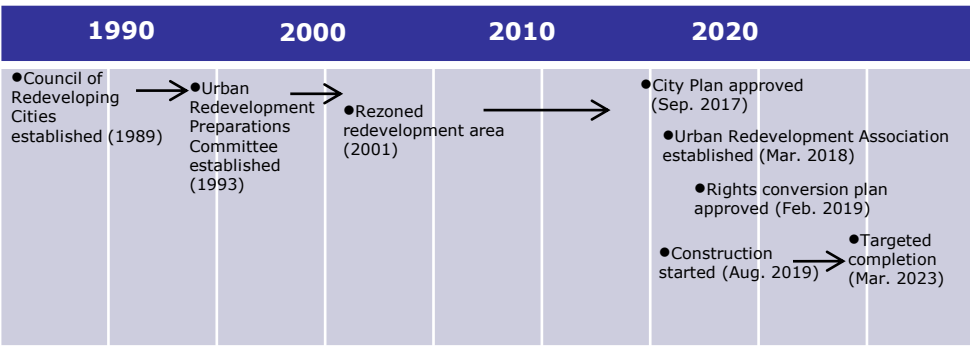 1990
2000
2010
2020
●Council of
Redeveloping
Cities
established (1989)
●Urban
Redevelopment
Preparations
Committee
established
(1993)
●Rezoned
redevelopment area
(2001)
●City Plan approved
(Sep. 2017)
●Urban Redevelopment Association
established (Mar. 2018)
●Rights conversion plan
approved (Feb. 2019)
●Construction
started (Aug. 2019)
●Targeted
completion
(Mar. 2023)